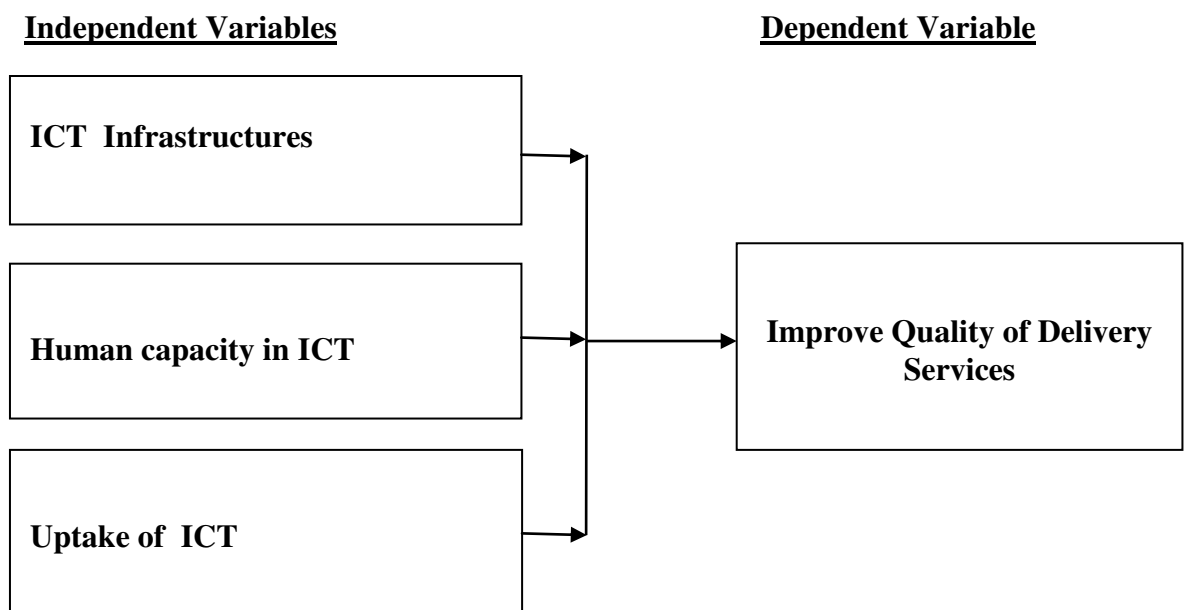 Independent Variables
Dependent Variable
ICT  Infrastructures
Human capacity in ICT
Uptake of  ICT
Improve Quality of Delivery
Services